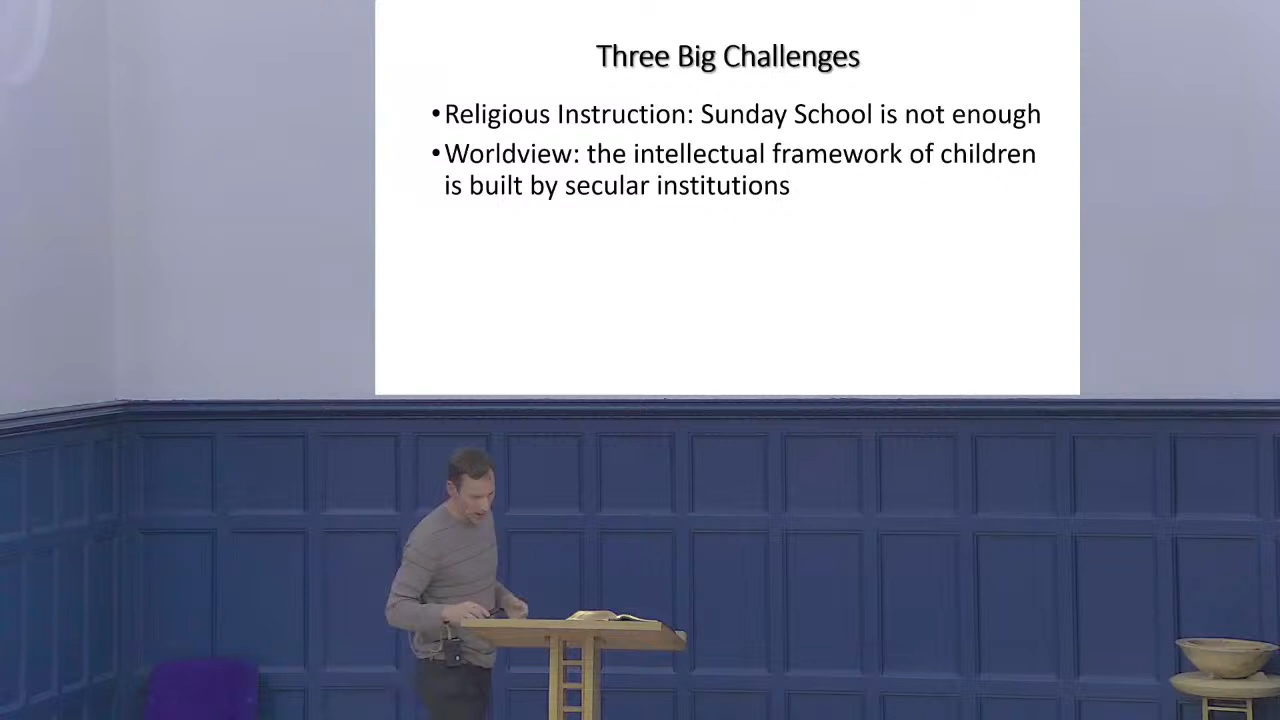 Three Big Challenges
•Religious Instruction: Sunday School is not enough
•Worldview: the intellectual framework of children
is built by secular institutions